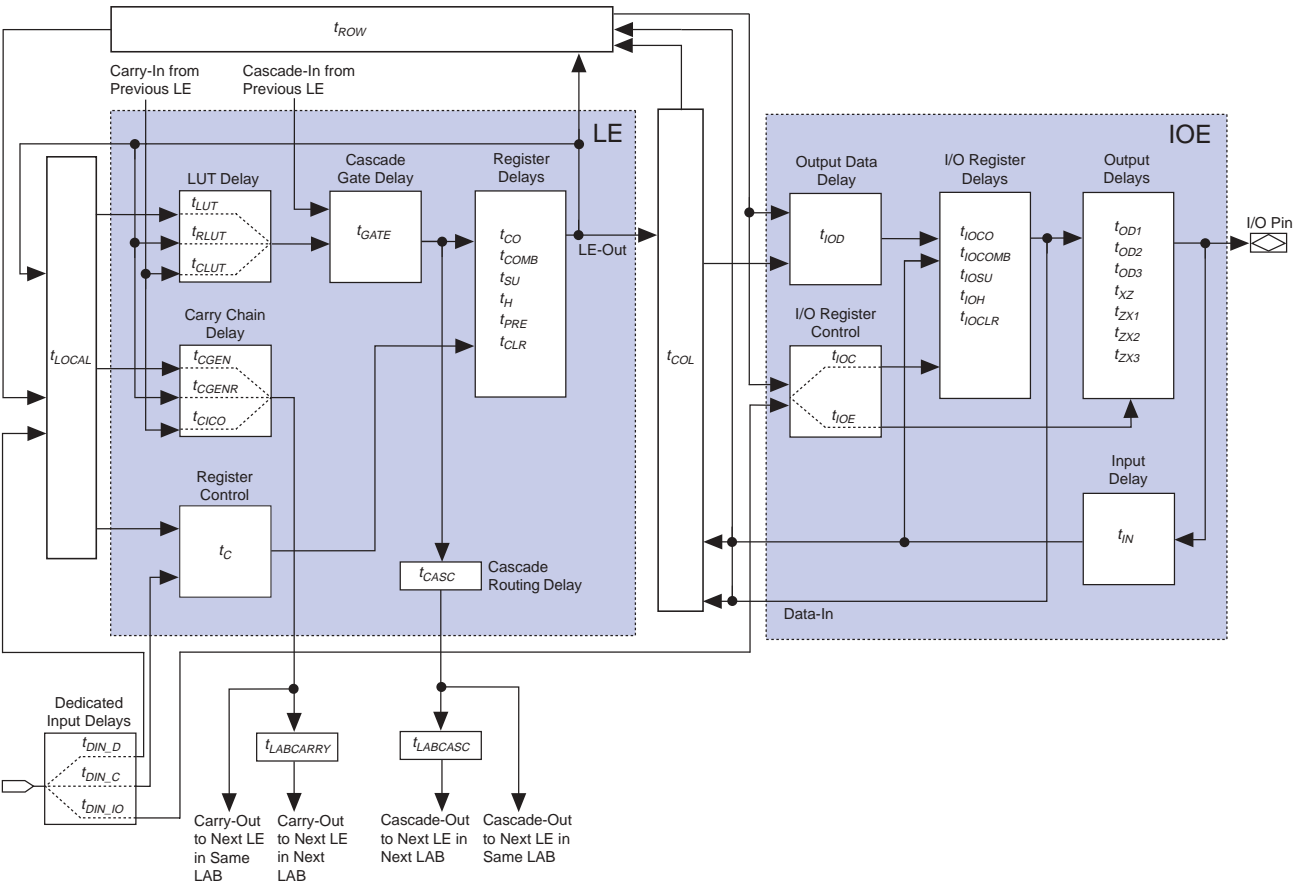 tROW
Carry-In from
Previous LE
Cascade-In from
Previous LE
LE
IOE
LUT Delay
Cascade
Gate Delay
Register
Delays
Output Data
Delay
I/O Register
Delays
Output
Delays
I/O Pin
tLUT
tRLUT
tCLUT
tGATE
tCO
tCOMB
tSU
tH
tPRE
tCLR
LE-Out
tIOD
tIOCO
tIOCOMB
tIOSU
tIOH
tIOCLR
tOD1
tOD2
tOD3
tXZ
tZX1
tZX2
tZX3
Carry Chain
Delay
I/O Register
Control
tLOCAL
tCGEN
tCGENR
tCICO
tCOL
tIOC
tIOE
Register
Control
Input
Delay
tC
tIN
tCASC
Cascade
Routing Delay
Data-In
Dedicated
Input Delays
tDIN_D
tDIN_C
tDIN_IO
tLABCARRY
tLABCASC
Carry-Out
to Next LE
in Same
LAB
Carry-Out
to Next LE
in Next
LAB
Cascade-Out
to Next LE in
Next LAB
Cascade-Out
to Next LE in
Same LAB